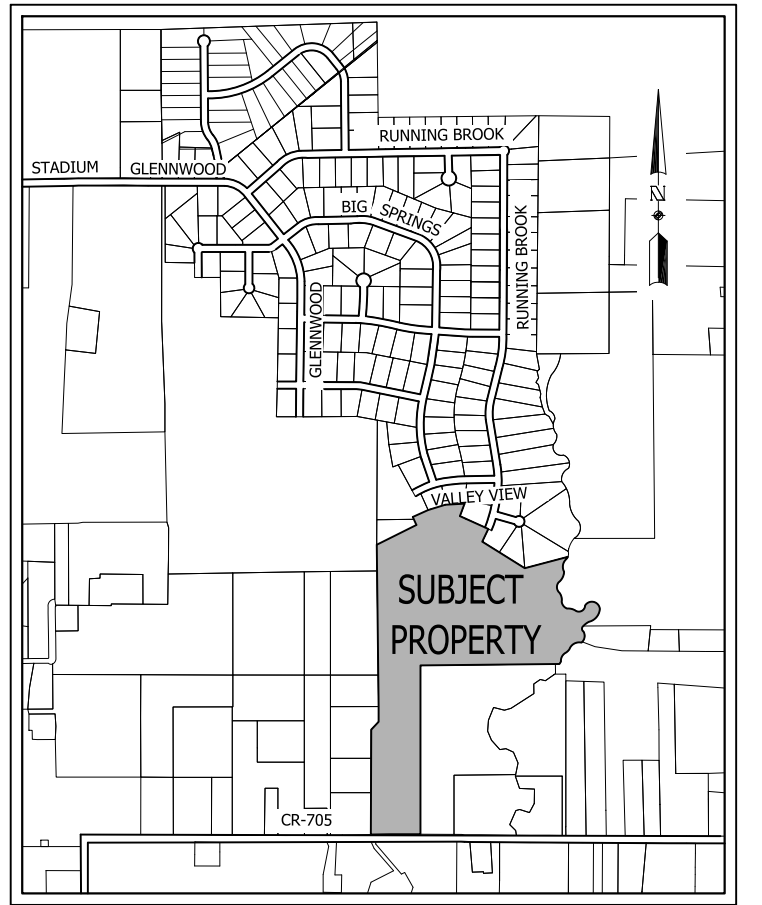 RUNNING BROOK
STADIUM
GLENNWOOD
N
BIG SPRINGS
RUNNING BROOK
GLENNWOOD
VALLEY VIEW
SUBJECT
PROPERTY
CR-705